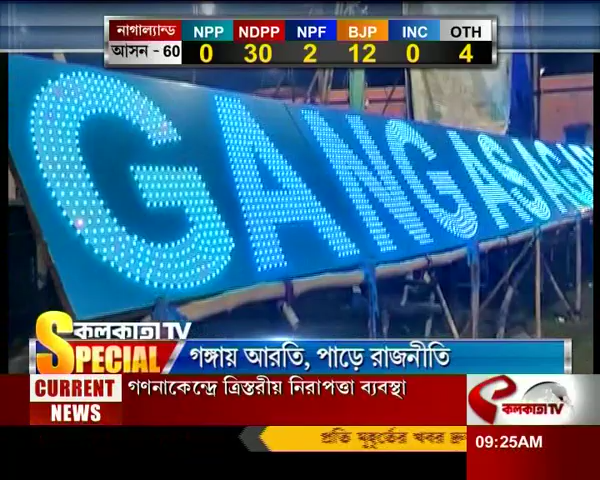 নাগাল্যান্ড NPP NDPP NPF BJP INC OTH
আসন - 60 0 30 2 12 0 4
GANGASAGA
কলকাতা TV
SPECIAL
গঙ্গায় আরতি, পাড়ে রাজনীতি
CURRENT NEWS
গণনাকেন্দ্রে ত্রিস্তরীয় নিরাপত্তা ব্যবস্থা
কলকাতা TV
প্রতি মুহূর্তের খবর
09:25AM